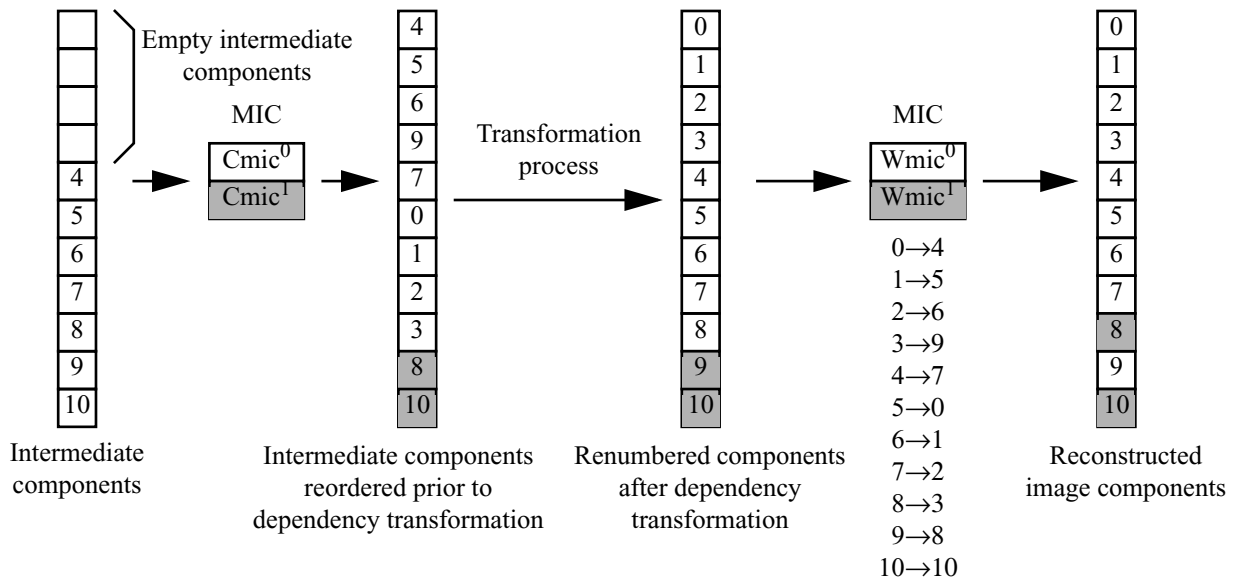 Empty intermediate
components
4
5
6
7
8
9
10
Intermediate
components
MIC
Cmic⁰
Cmic¹
4
5
6
9
7
0
1
2
3
8
10
Intermediate components
reordered prior to
dependency transformation
Transformation
process
0
1
2
3
4
5
6
7
8
9
10
Renumbered components
after dependency
transformation
MIC
Wmic⁰
Wmic¹
0→4
1→5
2→6
3→9
4→7
5→0
6→1
7→2
8→3
9→8
10→10
0
1
2
3
4
5
6
7
8
9
10
Reconstructed
image components